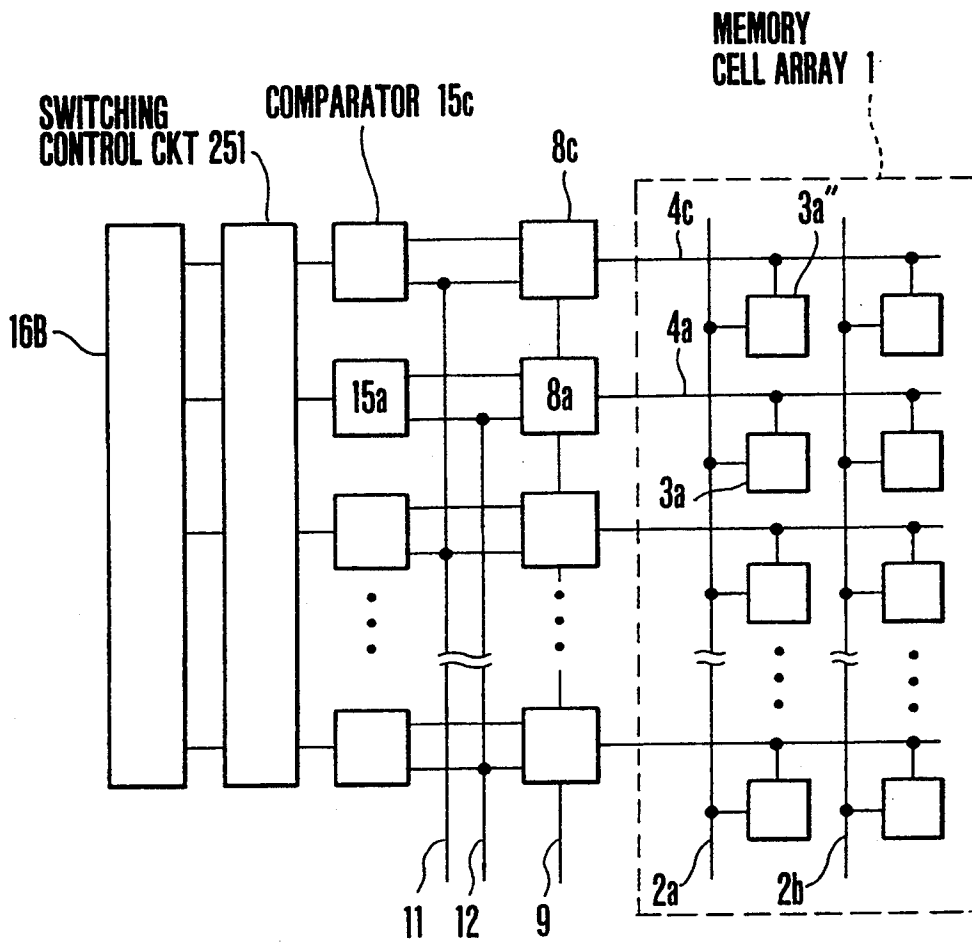 MEMORY
CELL ARRAY 1
SWITCHING
CONTROL CKT 251
COMPARATOR 15c
8c
4c
3a"
16B
4a
15a
8a
3a
11
12
9
2a
2b